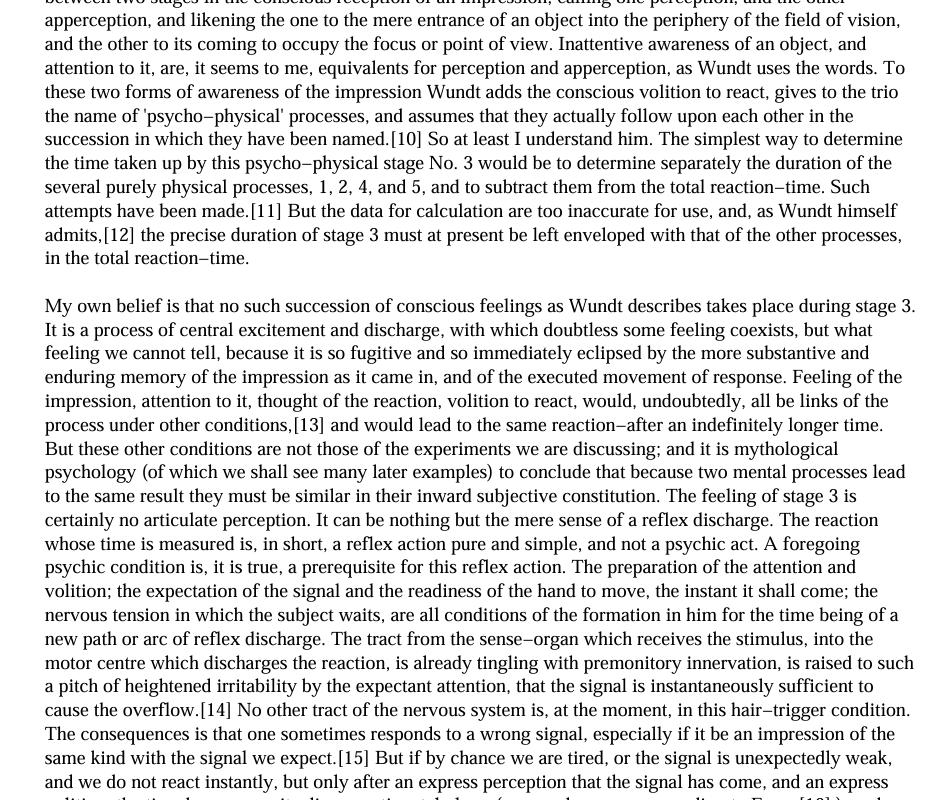 between two stages in the conscious reception of an impression, calling one perception, and the other
apperception, and likening the one to the mere entrance of an object into the periphery of the field of vision,
and the other to its coming to occupy the focus or point of view. Inattentive awareness of an object, and
attention to it, are, it seems to me, equivalents for perception and apperception, as Wundt uses the words. To
these two forms of awareness of the impression Wundt adds the conscious volition to react, gives to the trio
the name of 'psycho−physical' processes, and assumes that they actually follow upon each other in the
succession in which they have been named.[10] So at least I understand him. The simplest way to determine
the time taken up by this psycho−physical stage No. 3 would be to determine separately the duration of the
several purely physical processes, 1, 2, 4, and 5, and to subtract them from the total reaction−time. Such
attempts have been made.[11] But the data for calculation are too inaccurate for use, and, as Wundt himself
admits,[12] the precise duration of stage 3 must at present be left enveloped with that of the other processes,
in the total reaction−time.
My own belief is that no such succession of conscious feelings as Wundt describes takes place during stage 3.
It is a process of central excitement and discharge, with which doubtless some feeling coexists, but what
feeling we cannot tell, because it is so fugitive and so immediately eclipsed by the more substantive and
enduring memory of the impression as it came in, and of the executed movement of response. Feeling of the
impression, attention to it, thought of the reaction, volition to react, would, undoubtedly, all be links of the
process under other conditions,[13] and would lead to the same reaction−after an indefinitely longer time.
But these other conditions are not those of the experiments we are discussing; and it is mythological
psychology (of which we shall see many later examples) to conclude that because two mental processes lead
to the same result they must be similar in their inward subjective constitution. The feeling of stage 3 is
certainly no articulate perception. It can be nothing but the mere sense of a reflex discharge. The reaction
whose time is measured is, in short, a reflex action pure and simple, and not a psychic act. A foregoing
psychic condition is, it is true, a prerequisite for this reflex action. The preparation of the attention and
volition; the expectation of the signal and the readiness of the hand to move, the instant it shall come; the
nervous tension in which the subject waits, are all conditions of the formation in him for the time being of a
new path or arc of reflex discharge. The tract from the sense−organ which receives the stimulus, into the
motor centre which discharges the reaction, is already tingling with premonitory innervation, is raised to such
a pitch of heightened irritability by the expectant attention, that the signal is instantaneously sufficient to
cause the overflow.[14] No other tract of the nervous system is, at the moment, in this hair−trigger condition.
The consequences is that one sometimes responds to a wrong signal, especially if it be an impression of the
same kind with the signal we expect.[15] But if by chance we are tired, or the signal is unexpectedly weak,
and we do not react instantly, but only after an express perception that the signal has come, and an express